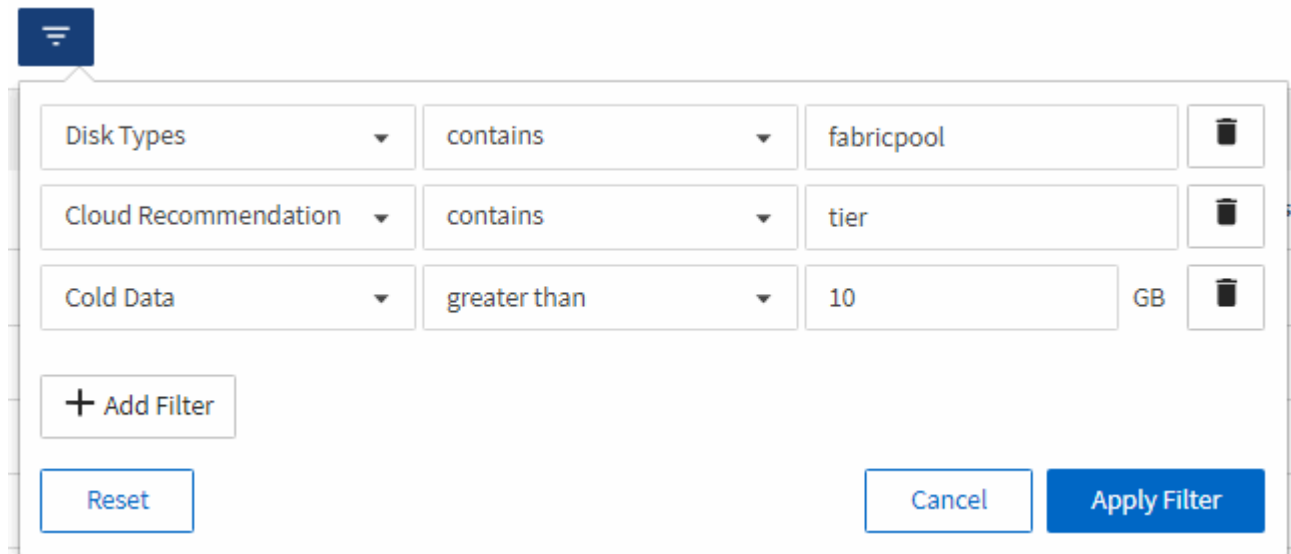 Disk Types contains fabricpool
Cloud Recommendation contains tier
Cold Data greater than 10 GB
+ Add Filter
Reset Cancel Apply Filter